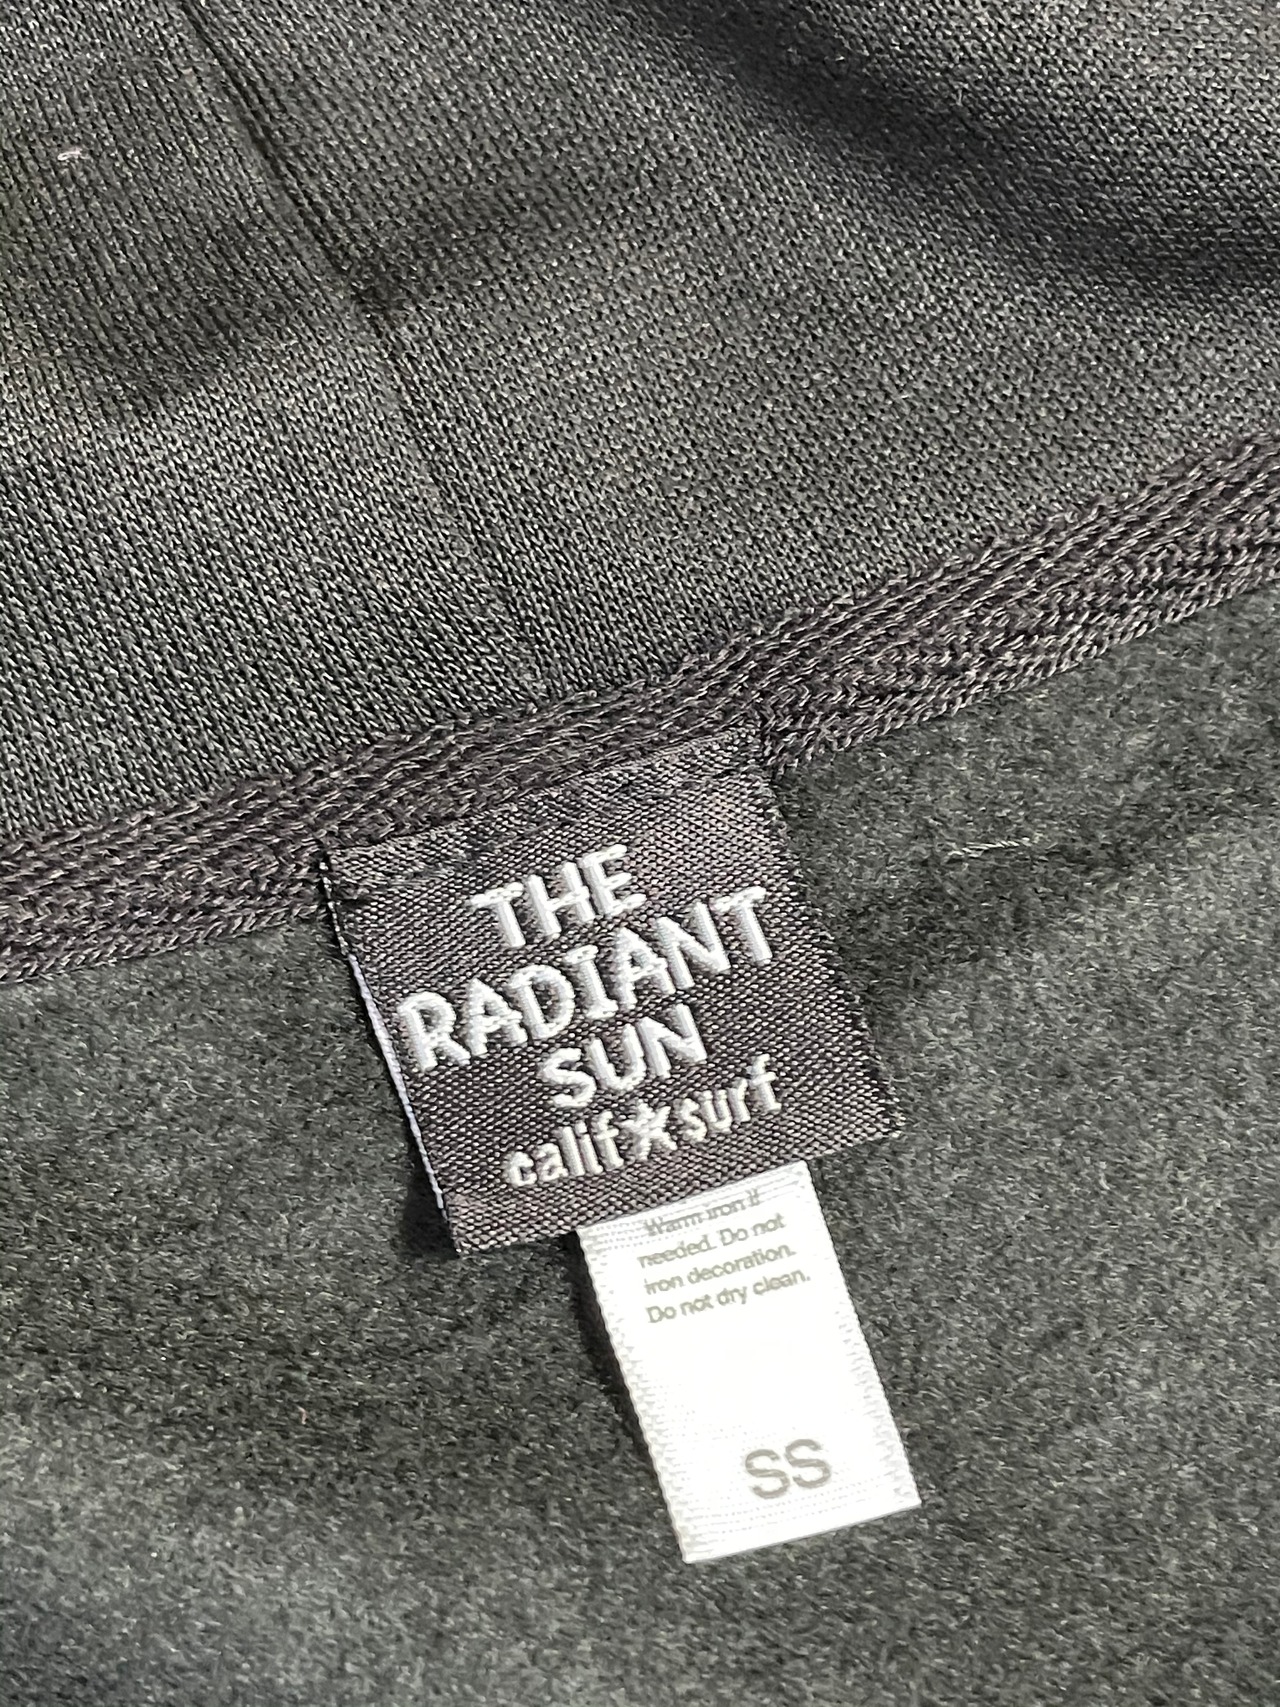 THE
RADIANT
SUN
calif★surf
Warm iron if
needed. Do not
iron decoration.
Do not dry clean.
SS